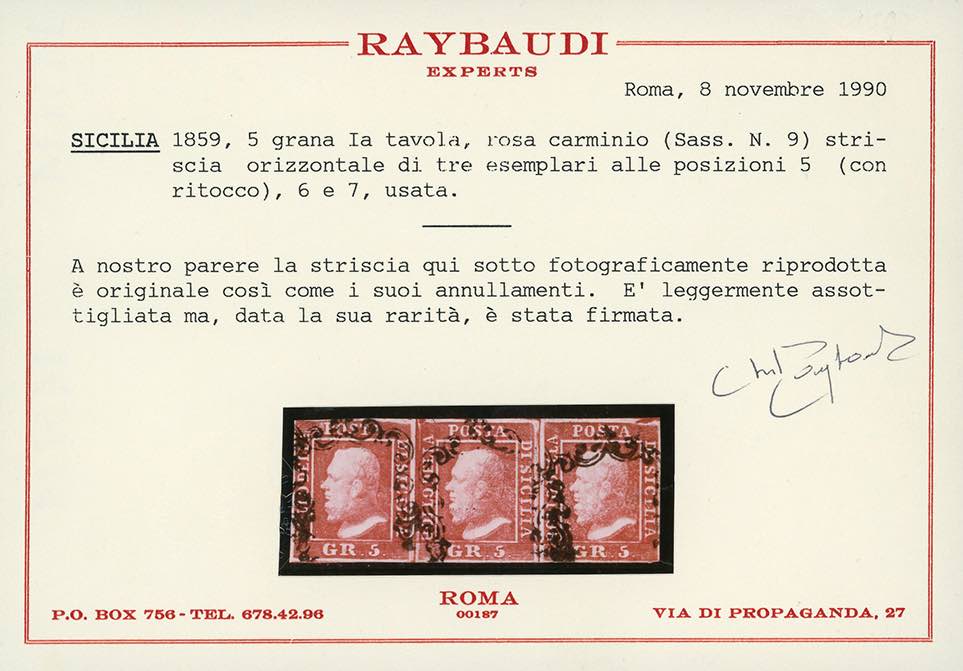 RAYBAUDI
EXPERTS
Roma, 8 novembre 1990
SICILIA 1859, 5 grana Ia tavola, rosa carminio (Sass. N. 9) stri-
scia orizzontale di tre esemplari alle posizioni 5 (con
ritocco), 6 e 7, usata.
A nostro parere la striscia qui sotto fotograficamente riprodotta
è originale così come i suoi annullamenti. E' leggermente assot-
tigliata ma, data la sua rarità, è stata firmata.
POSTA POSTA POSTA
DI SICILIA DI SICILIA DI SICILIA
GR. 5. GR. 5. GR. 5.
ROMA
00187
P.O. BOX 756 - TEL. 678.42.96
VIA DI PROPAGANDA, 27